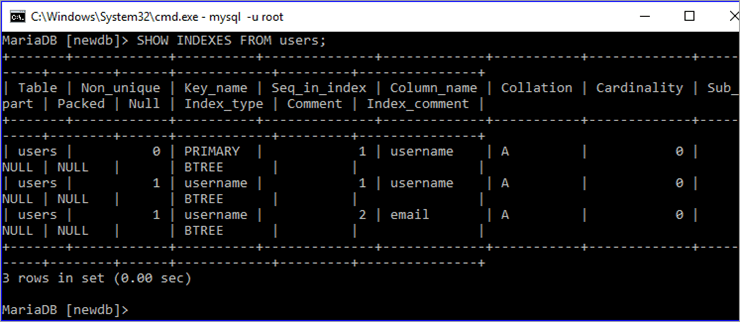 C:\Windows\System32\cmd.exe - mysql -u root
MariaDB [newdb]> SHOW INDEXES FROM users;
+-------+------------+----------+--------------+-------------+-----------+-------------+-----
-----+--------+------+------------+---------+---------------+
| Table | Non_unique | Key_name | Seq_in_index | Column_name | Collation | Cardinality | Sub_
part | Packed | Null | Index_type | Comment | Index_comment |
+-------+------------+----------+--------------+-------------+-----------+-------------+-----
-----+--------+------+------------+---------+---------------+
| users |          0 | PRIMARY  |            1 | username    | A         |           0 |
NULL | NULL   |      | BTREE      |         |               |
| users |          1 | username |            1 | username    | A         |           0 |
NULL | NULL   |      | BTREE      |         |               |
| users |          1 | username |            2 | email       | A         |           0 |
NULL | NULL   |      | BTREE      |         |               |
+-------+------------+----------+--------------+-------------+-----------+-------------+-----
-----+--------+------+------------+---------+---------------+
3 rows in set (0.00 sec)
MariaDB [newdb]>